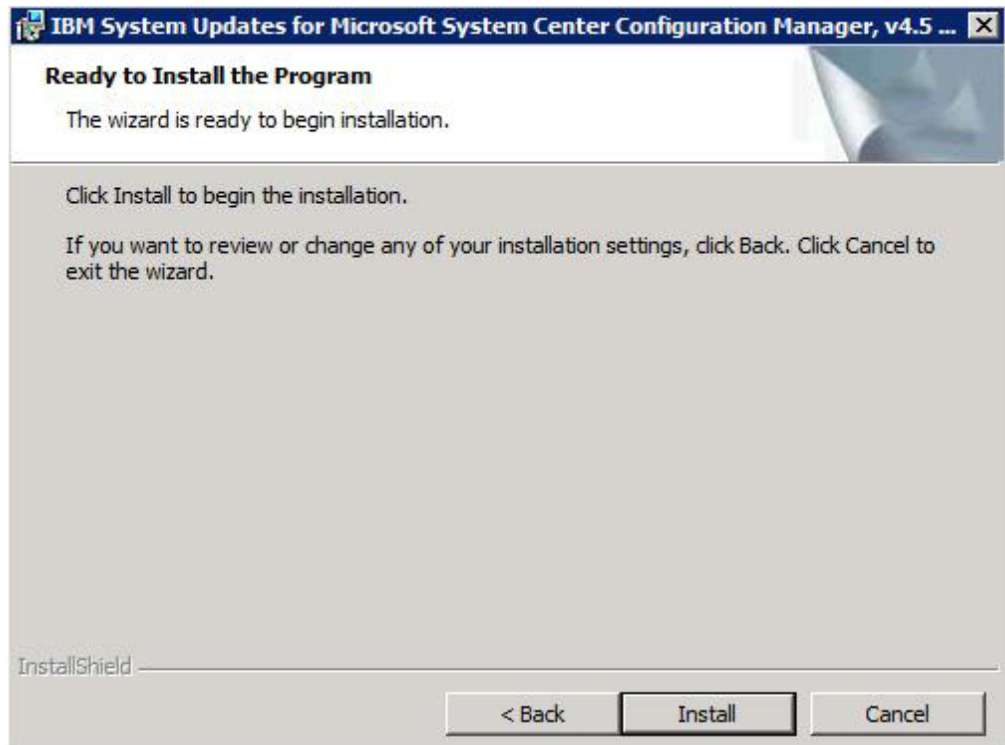 IBM System Updates for Microsoft System Center Configuration Manager, v4.5 ...
Ready to Install the Program
The wizard is ready to begin installation.
Click Install to begin the installation.
If you want to review or change any of your installation settings, click Back. Click Cancel to
exit the wizard.
InstallShield
< Back
Install
Cancel